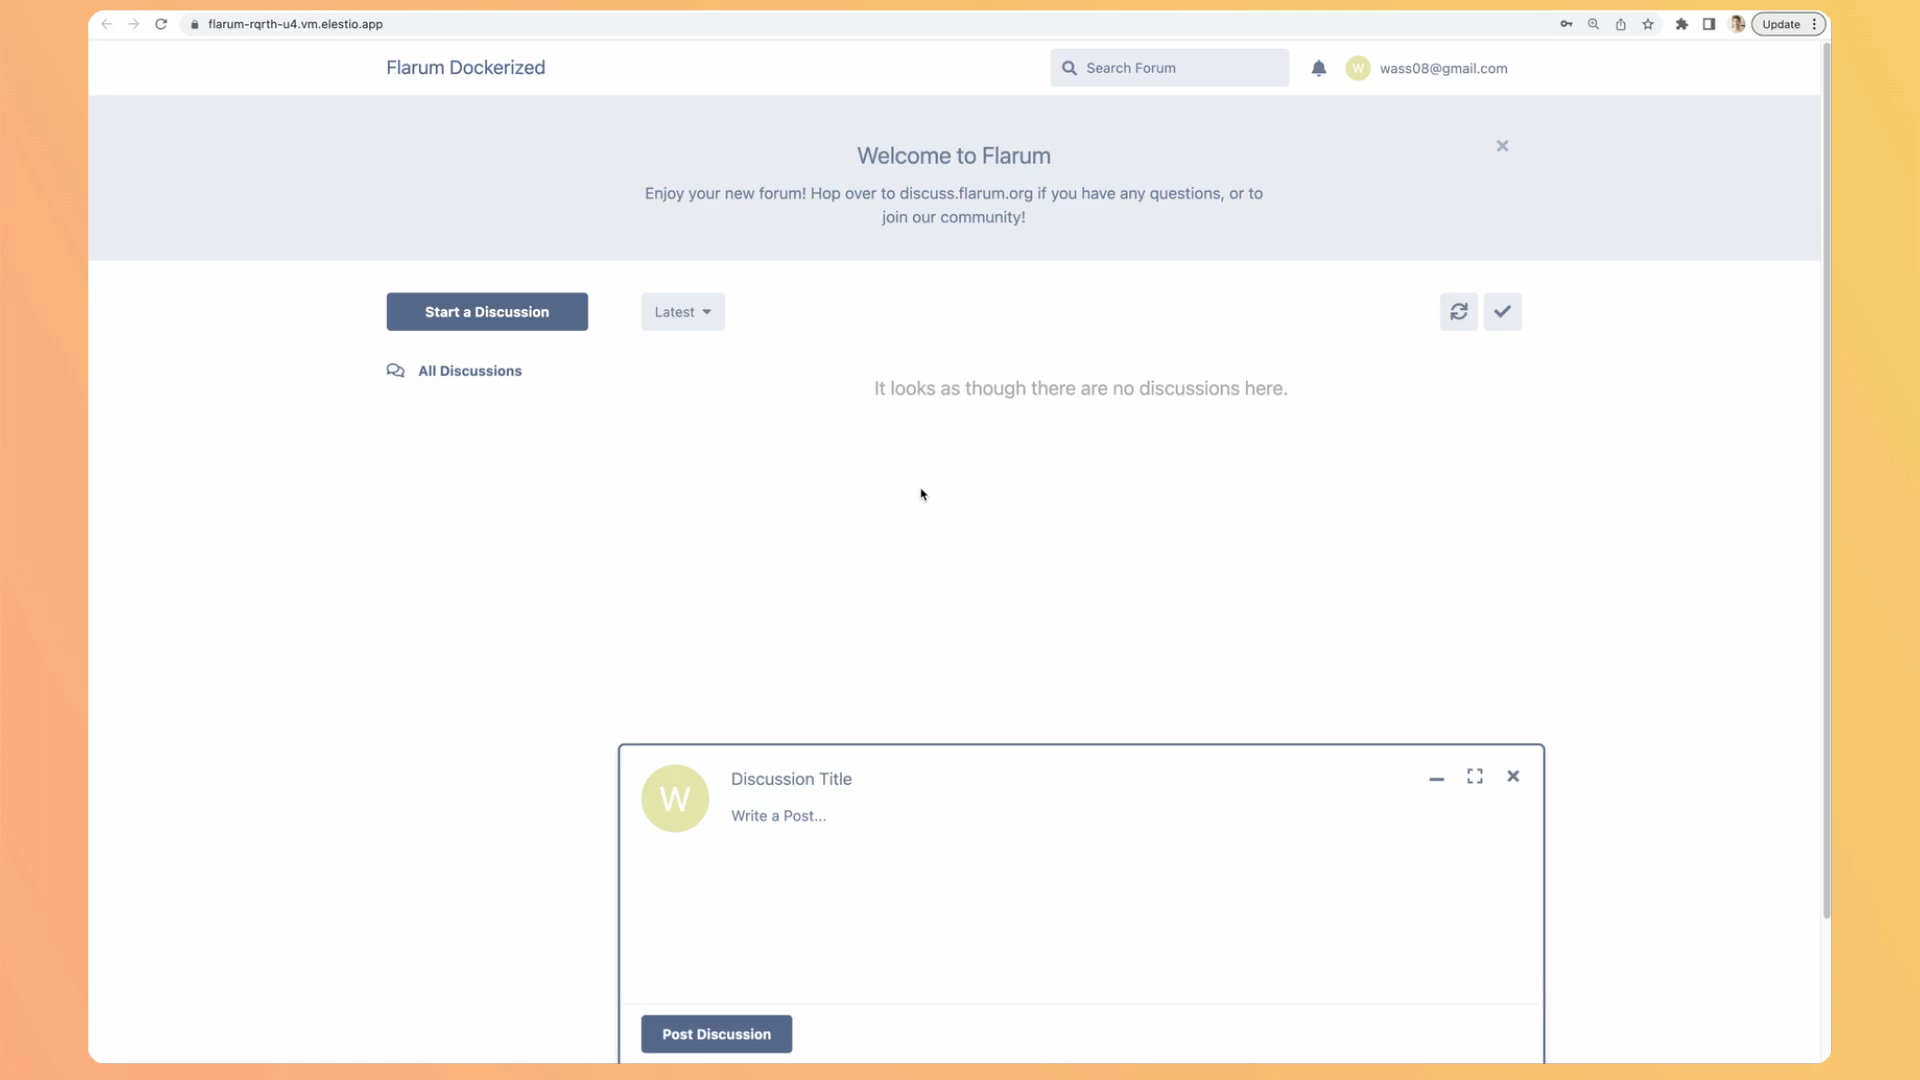 flarum-rqrth-u4.vm.elestio.app
Update
Flarum Dockerized
Search Forum
W
wass08@gmail.com
Welcome to Flarum
Enjoy your new forum! Hop over to discuss.flarum.org if you have any questions, or to
join our community!
Start a Discussion
Latest
All Discussions
It looks as though there are no discussions here.
W
Discussion Title
Write a Post...
Post Discussion